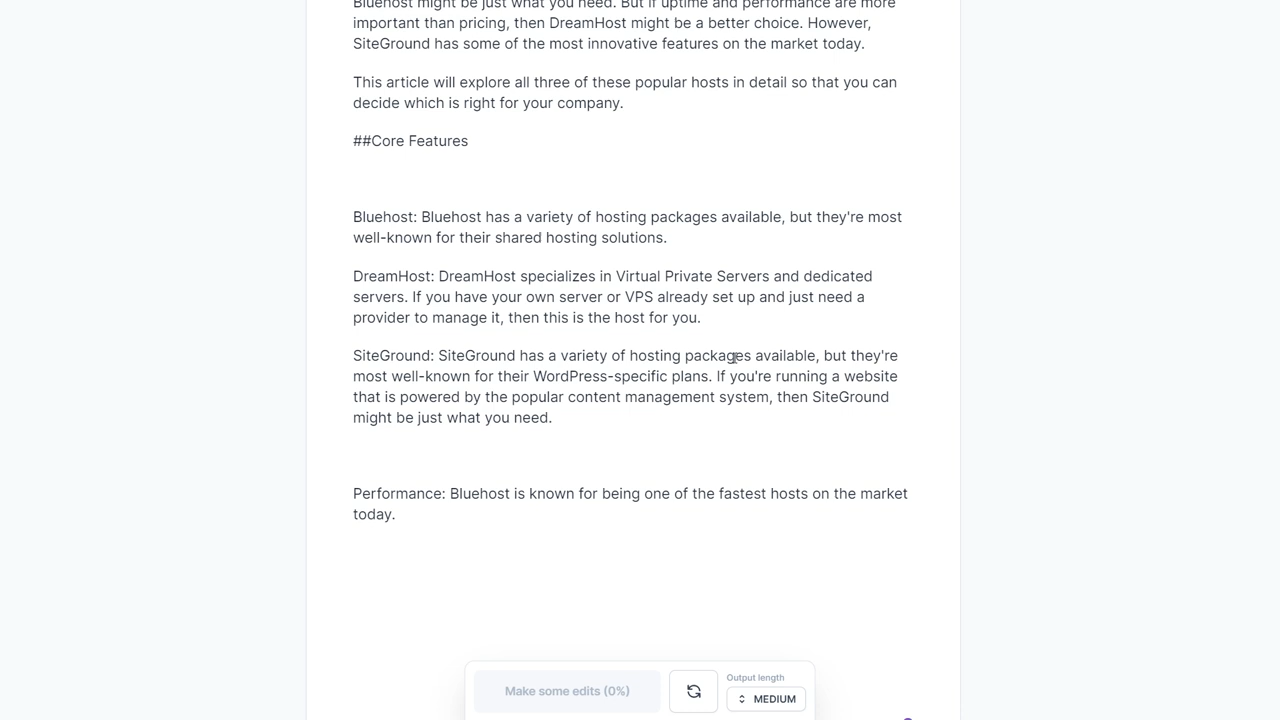 Bluehost might be just what you need. But if uptime and performance are more
important than pricing, then DreamHost might be a better choice. However,
SiteGround has some of the most innovative features on the market today.
This article will explore all three of these popular hosts in detail so that you can
decide which is right for your company.
##Core Features
Bluehost: Bluehost has a variety of hosting packages available, but they're most
well-known for their shared hosting solutions.
DreamHost: DreamHost specializes in Virtual Private Servers and dedicated
servers. If you have your own server or VPS already set up and just need a
provider to manage it, then this is the host for you.
SiteGround: SiteGround has a variety of hosting packages available, but they're
most well-known for their WordPress-specific plans. If you're running a website
that is powered by the popular content management system, then SiteGround
might be just what you need.
Performance: Bluehost is known for being one of the fastest hosts on the market
today.
Make some edits (0%)
Output length
MEDIUM